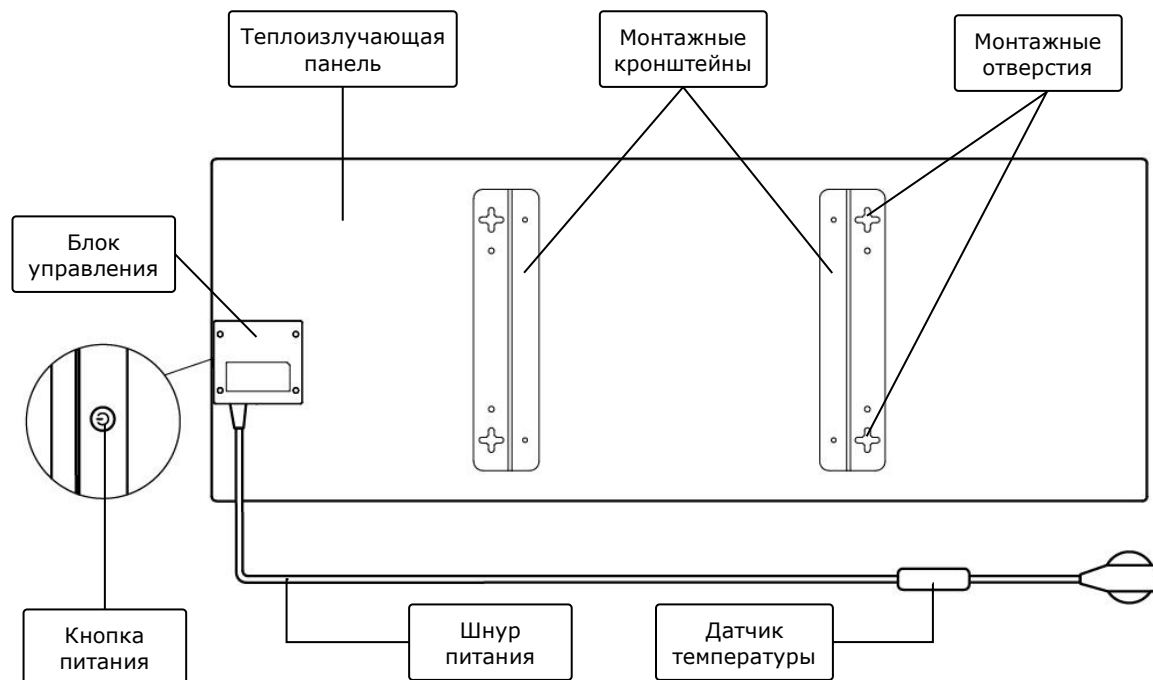 Теплоизлучающая
панель
Монтажные
кронштейны
Монтажные
отверстия
Блок
управления
Кнопка
питания
Шнур
питания
Датчик
температуры